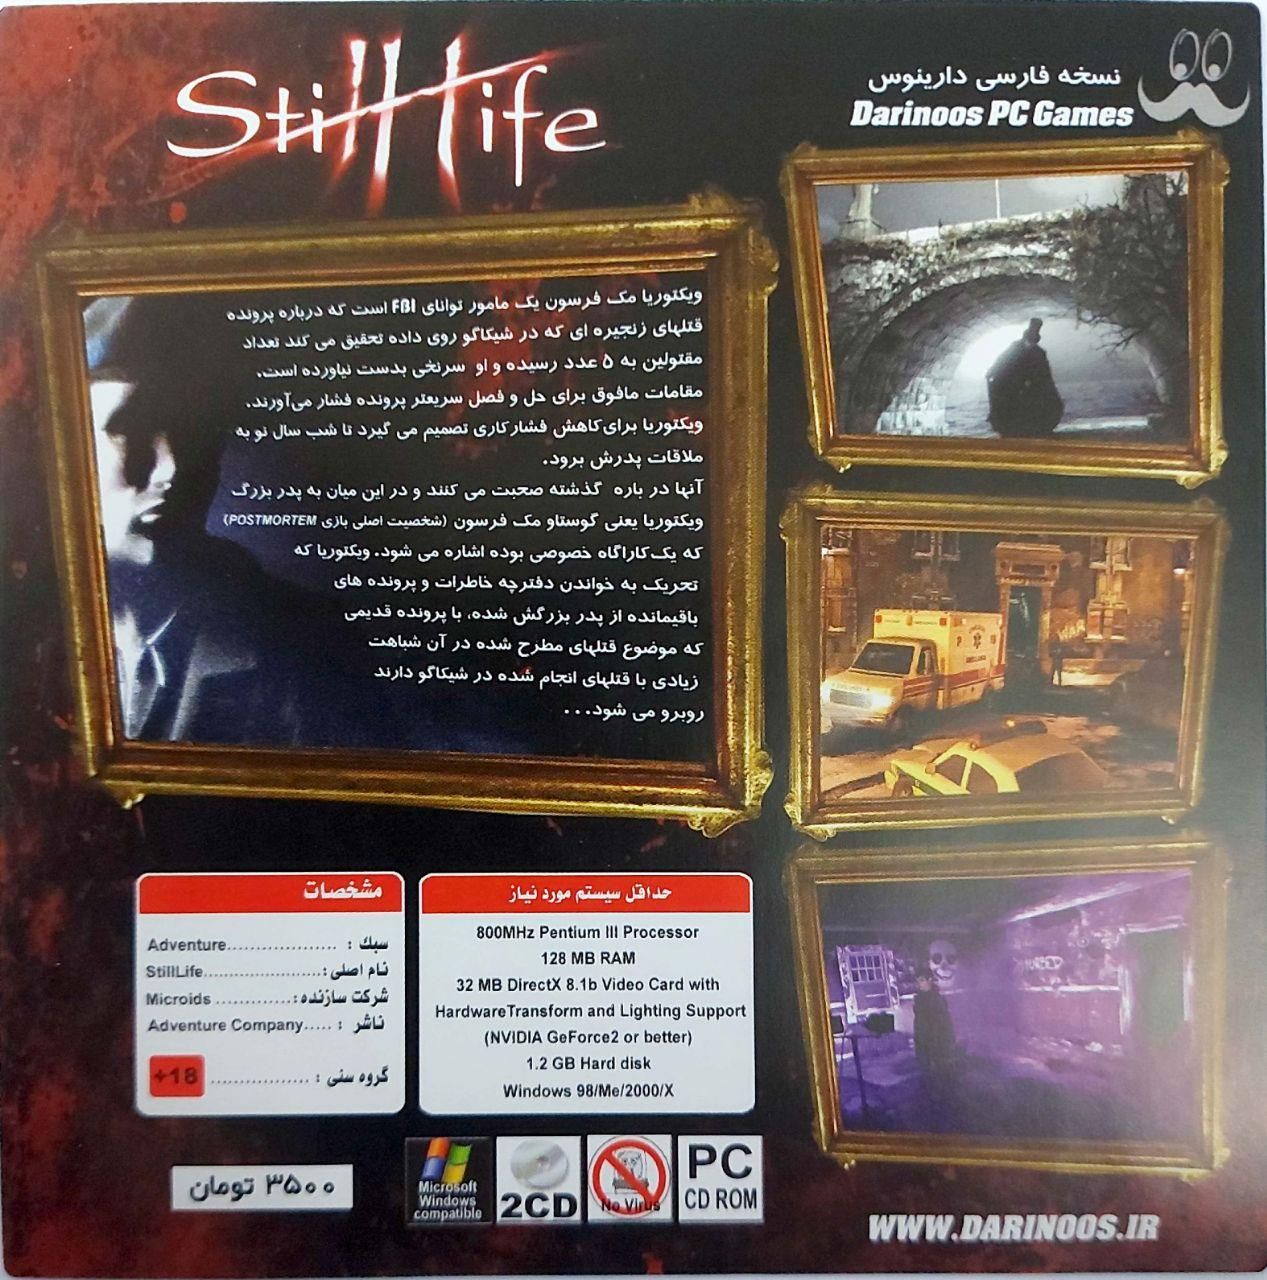 Still Life
نسخه فارسی دارینوس
Darinoos PC Games
ویکتوریا مک فرسون یک مامور توانای FBI است که درباره پرونده
قتلهای زنجیره ای که در شیکاگو روی داده تحقیق می کند تعداد
مقتولین به ۵ عدد رسیده و او سرنخی بدست نیاورده است.
مقامات مافوق برای حل و فصل سریعتر پرونده فشار می‌آورند.
ویکتوریا برای کاهش فشار کاری تصمیم می گیرد تا شب سال نو به
ملاقات پدرش برود.
آنها در باره گذشته صحبت می کنند و در این میان به پدر بزرگ
ویکتوریا یعنی گوستاو مک فرسون (شخصیت اصلی بازی POSTMORTEM)
که یک کاراگاه خصوصی بوده اشاره می شود. ویکتوریا که
تحریک به خواندن دفترچه خاطرات و پرونده های
باقیمانده از پدر بزرگش شده، با پرونده قدیمی
که موضوع قتلهای مطرح شده در آن شباهت
زیادی با قتلهای انجام شده در شیکاگو دارند
روبرو می شود...
مشخصات
سبک : ................... Adventure
نام اصلی: ..................... StillLife
شرکت سازنده: ............. Microids
ناشر : ..... Adventure Company
گروه سنی : ................. +18
حداقل سیستم مورد نیاز
800MHz Pentium III Processor
128 MB RAM
32 MB DirectX 8.1b Video Card with
HardwareTransform and Lighting Support
(NVIDIA GeForce2 or better)
1.2 GB Hard disk
Windows 98/Me/2000/X
۳۵۰۰ تومان
Microsoft
Windows
compatible
2CD
No Virus
PC
CD ROM
WWW.DARINOOS.IR